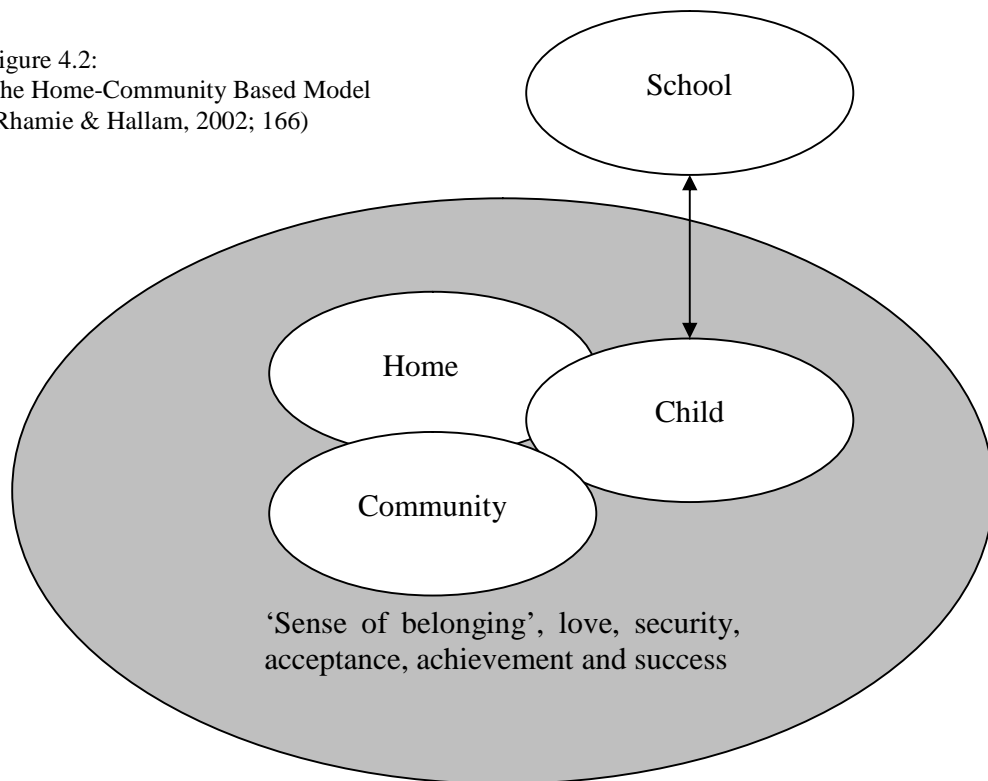 igure 4.2:
he Home-Community Based Model
Rhamie & Hallam, 2002; 166)
School
Home
Child
Community
‘Sense of belonging’, love, security,
acceptance, achievement and success